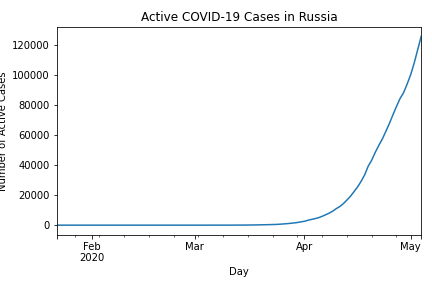 Active COVID-19 Cases in Russia
Number of Active Cases
120000
100000
80000
60000
40000
20000
0
Feb Mar Apr May
2020
Day